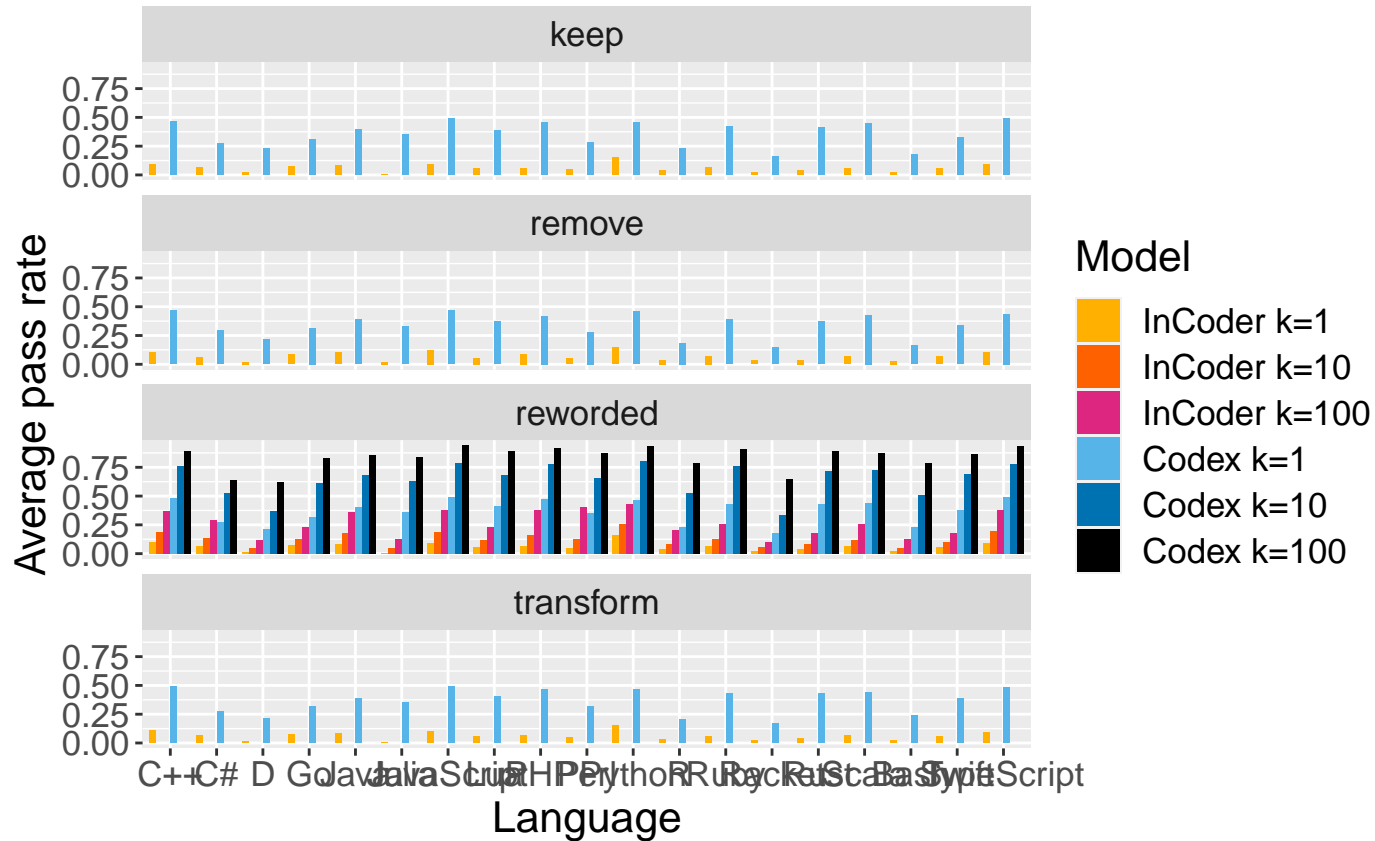 keep
0.75
0.50
0.25
0.00
remove
0.75
0.50
0.25
0.00
reworded
0.75
0.50
0.25
0.00
transform
0.75
0.50
0.25
0.00
C++ C# D Go Java Julia JavaScript Lua PHP Perl Python R Ruby Racket Rust Scala Bash Swift TypeScript
Language
Average pass rate
Model
InCoder k=1
InCoder k=10
InCoder k=100
Codex k=1
Codex k=10
Codex k=100